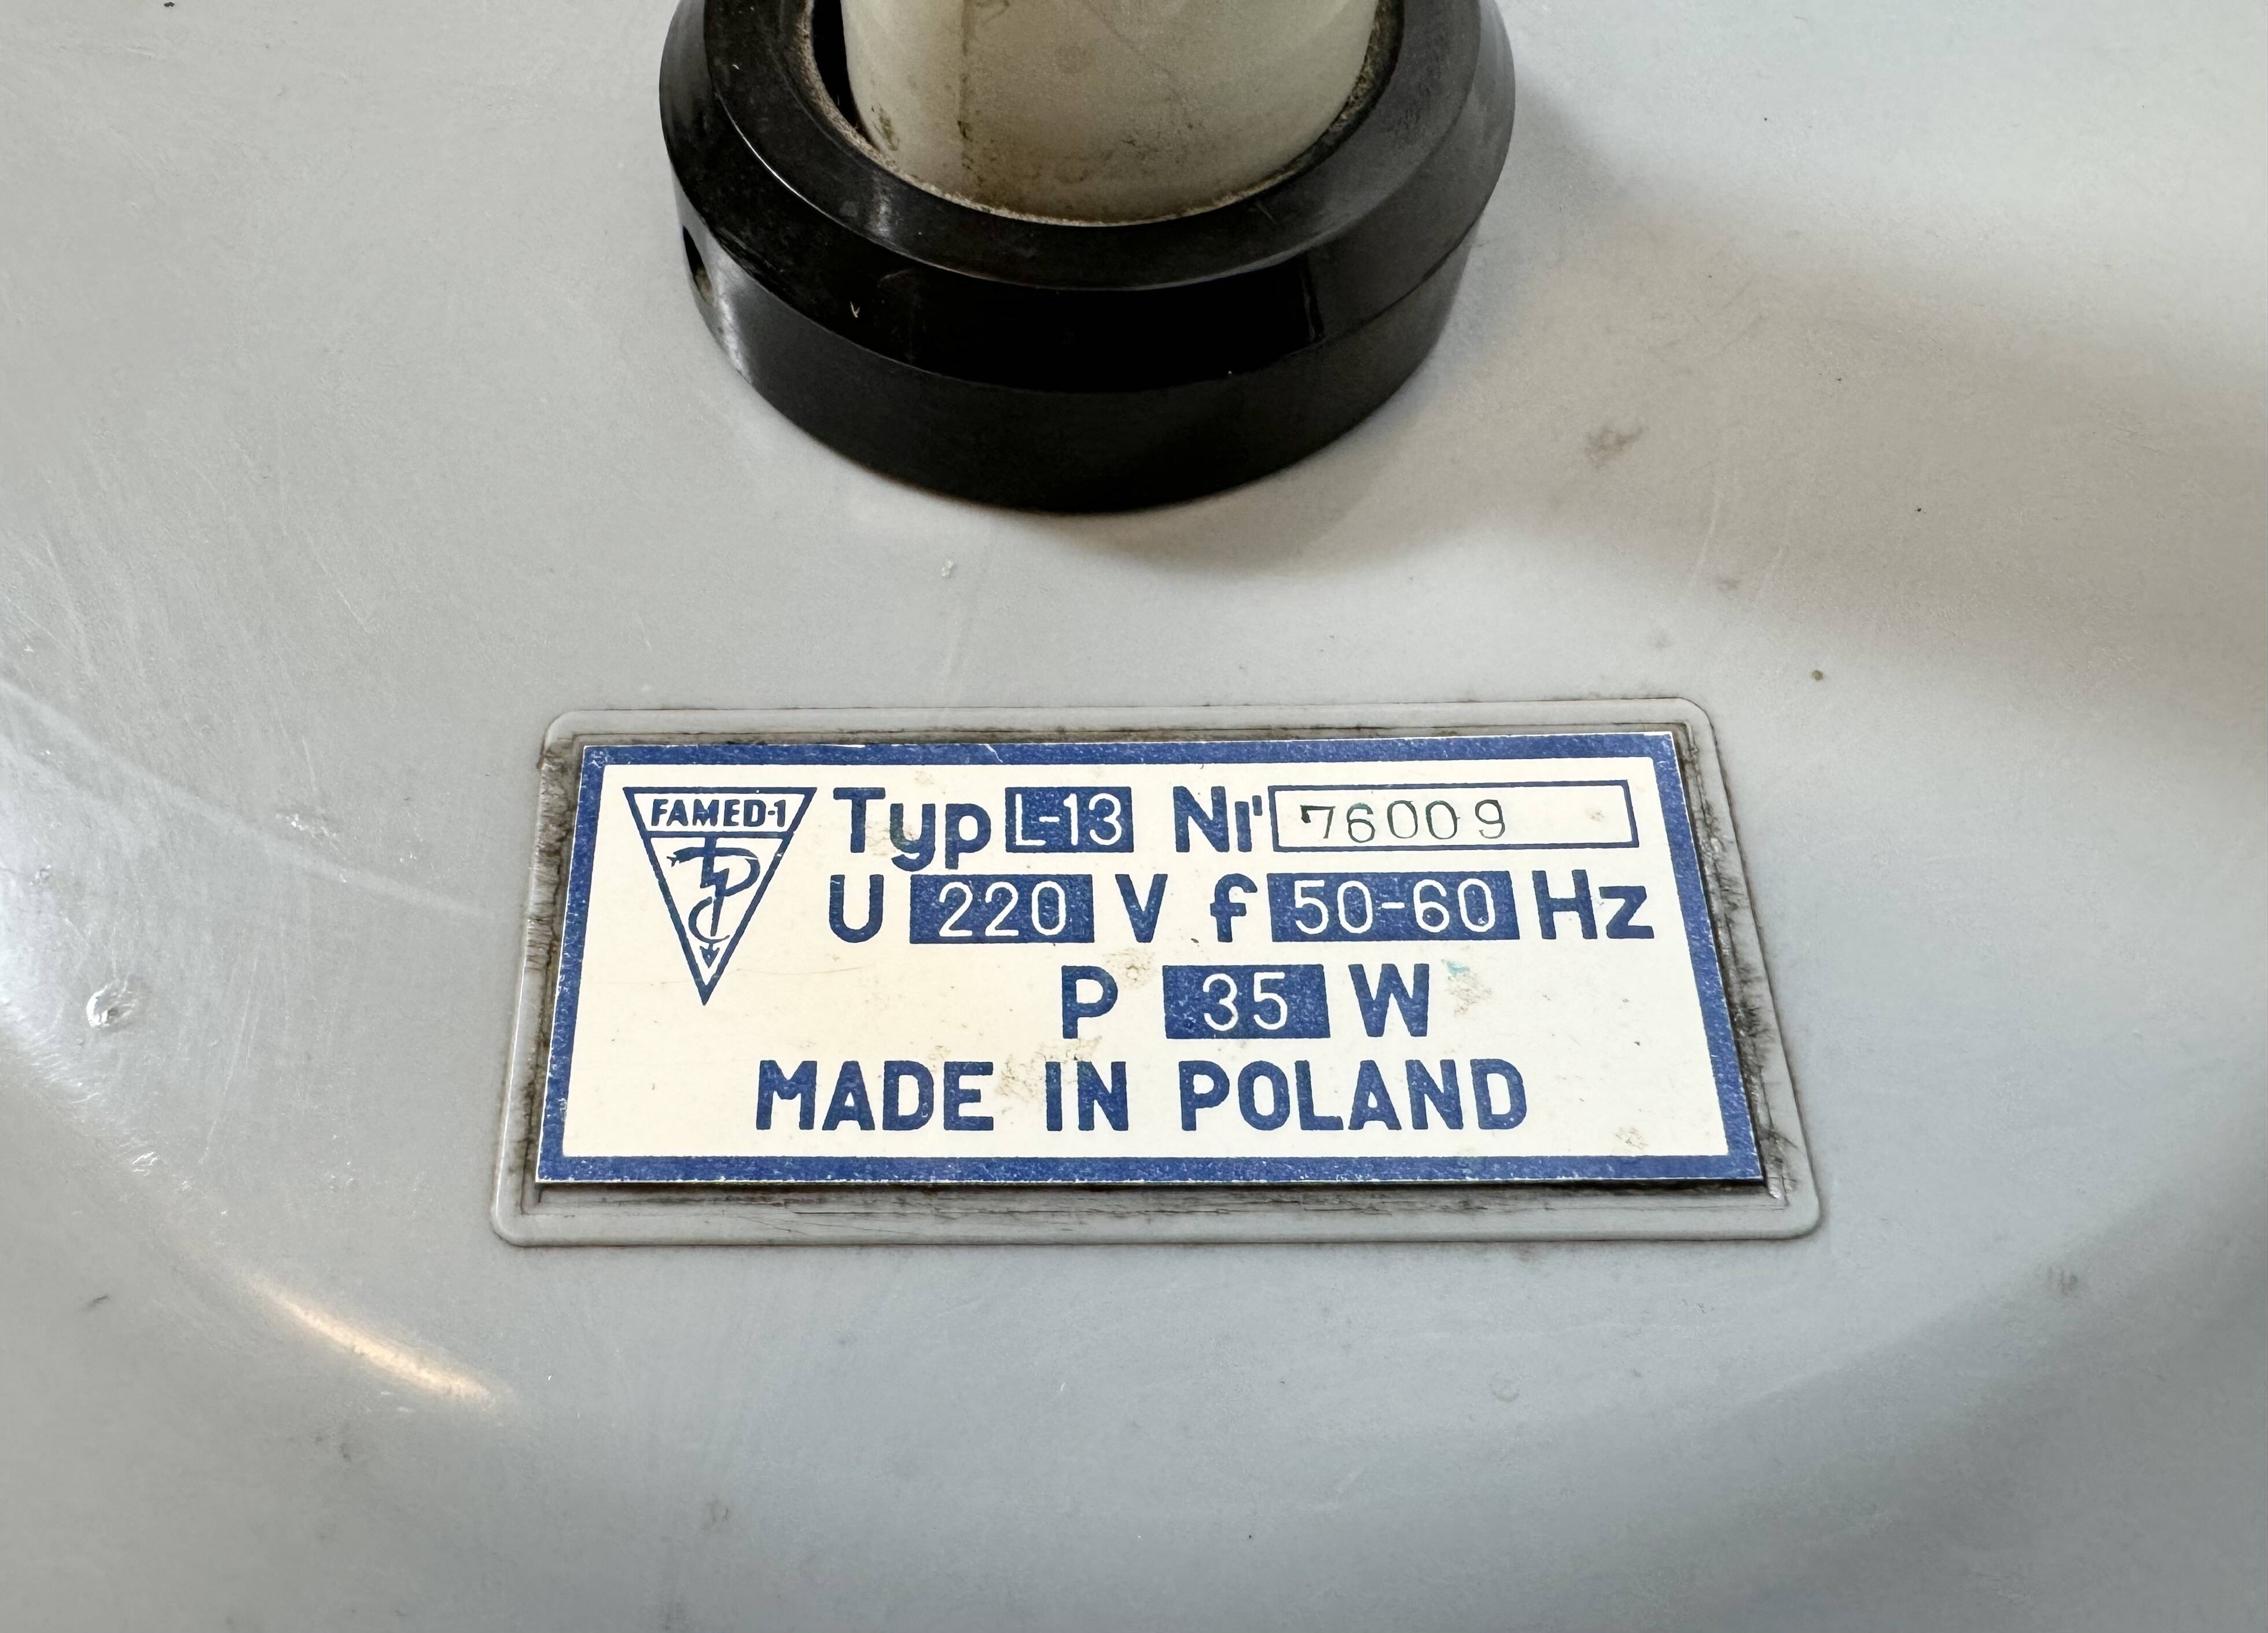 FAMED-1
Typ L-13 Nr 76009
U 220 V f 50-60 Hz
P 35 W
MADE IN POLAND